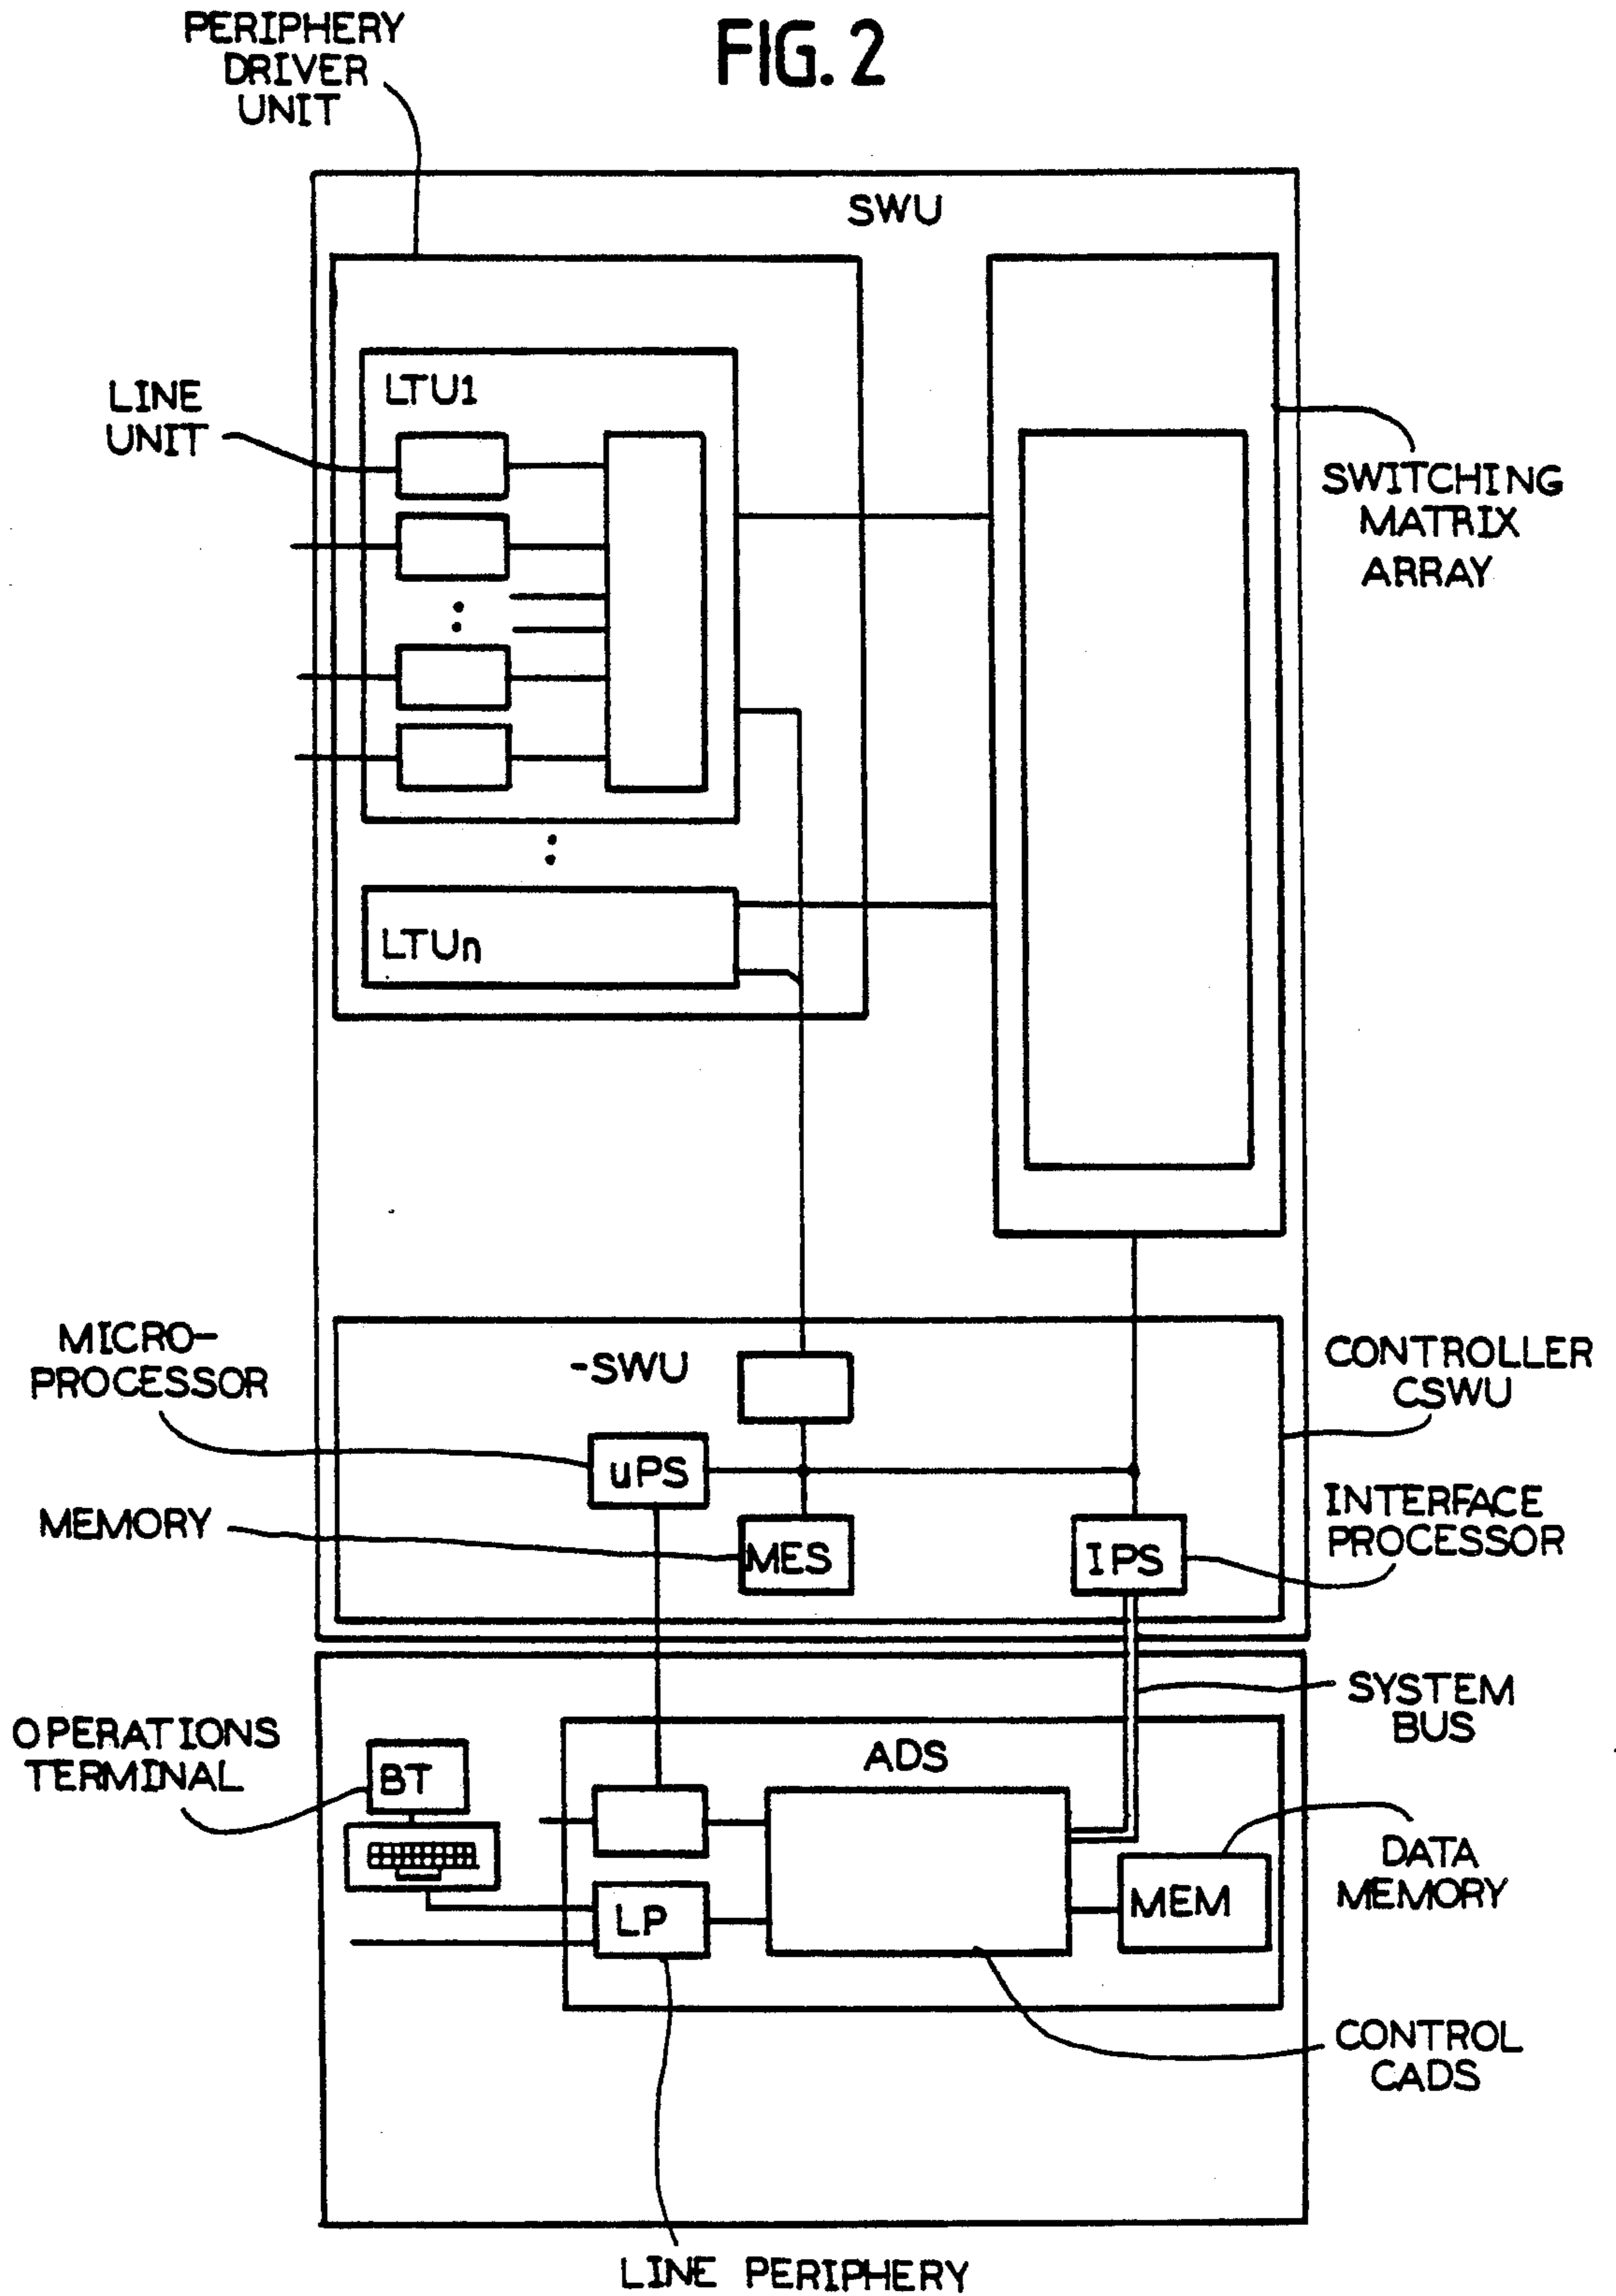 FIG. 2
PERIPHERY
DRIVER
UNIT
SWU
LTU1
LINE
UNIT
SWITCHING
MATRIX
ARRAY
LTUn
MICRO-
PROCESSOR
-SWU
CONTROLLER
CSWU
uPS
MEMORY
MES
IPS
INTERFACE
PROCESSOR
SYSTEM
BUS
OPERATIONS
TERMINAL
BT
ADS
DATA
MEMORY
MEM
LP
CONTROL
CADS
LINE PERIPHERY